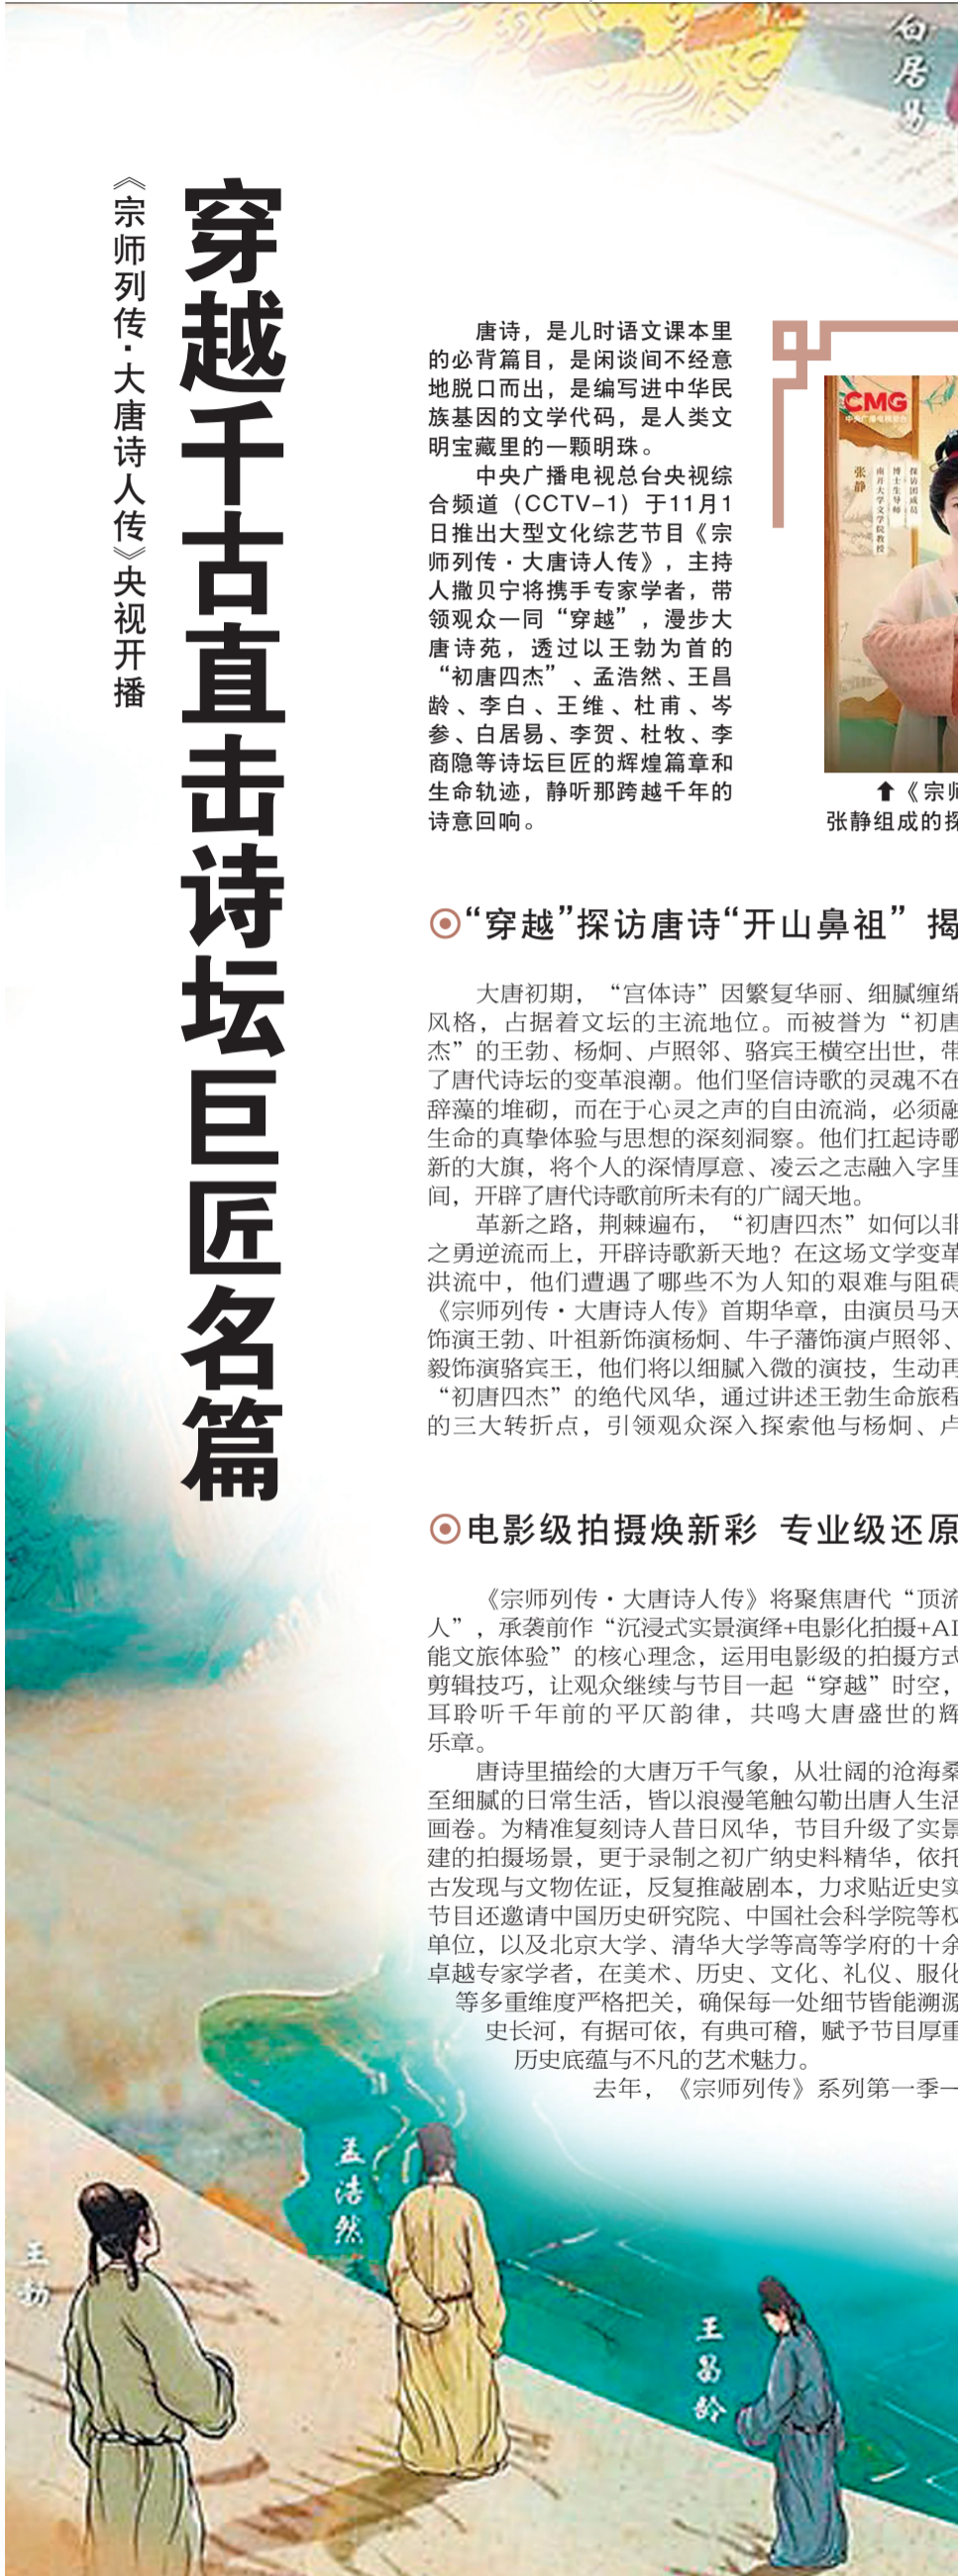 白居易
穿越千古直击诗坛巨匠名篇
《宗师列传·大唐诗人传》央视开播
唐诗，是儿时语文课本里
的必背篇目，是闲谈间不经意
地脱口而出，是编写进中华民
族基因的文学代码，是人类文
明宝藏里的一颗明珠。
中央广播电视总台央视综
合频道（CCTV-1）于11月1
日推出大型文化综艺节目《宗
师列传·大唐诗人传》，主持
人撒贝宁将携手专家学者，带
领观众一同“穿越”，漫步大
唐诗苑，透过以王勃为首的
“初唐四杰”、孟浩然、王昌
龄、李白、王维、杜甫、岑
参、白居易、李贺、杜牧、李
商隐等诗坛巨匠的辉煌篇章和
生命轨迹，静听那跨越千年的
诗意回响。
CMG
中央广播电视总台
探访团成员
博士生导师
南开大学文学院教授
张静
⬆《宗师
张静组成的探
“穿越”探访唐诗“开山鼻祖” 揭
大唐初期，“宫体诗”因繁复华丽、细腻缠绵
风格，占据着文坛的主流地位。而被誉为“初唐
杰”的王勃、杨炯、卢照邻、骆宾王横空出世，带
了唐代诗坛的变革浪潮。他们坚信诗歌的灵魂不在
辞藻的堆砌，而在于心灵之声的自由流淌，必须融
生命的真挚体验与思想的深刻洞察。他们扛起诗歌
新的大旗，将个人的深情厚意、凌云之志融入字里
间，开辟了唐代诗歌前所未有的广阔天地。
革新之路，荆棘遍布，“初唐四杰”如何以非
之勇逆流而上，开辟诗歌新天地？在这场文学变革
洪流中，他们遭遇了哪些不为人知的艰难与阻碍
《宗师列传·大唐诗人传》首期华章，由演员马天
饰演王勃、叶祖新饰演杨炯、牛子藩饰演卢照邻、
毅饰演骆宾王，他们将以细腻入微的演技，生动再
“初唐四杰”的绝代风华，通过讲述王勃生命旅程
的三大转折点，引领观众深入探索他与杨炯、卢
电影级拍摄焕新彩 专业级还原
《宗师列传·大唐诗人传》将聚焦唐代“顶流
人”，承袭前作“沉浸式实景演绎+电影化拍摄+AI
能文旅体验”的核心理念，运用电影级的拍摄方式
剪辑技巧，让观众继续与节目一起“穿越”时空，
耳聆听千年前的平仄韵律，共鸣大唐盛世的辉
乐章。
唐诗里描绘的大唐万千气象，从壮阔的沧海桑
至细腻的日常生活，皆以浪漫笔触勾勒出唐人生活
画卷。为精准复刻诗人昔日风华，节目升级了实景
建的拍摄场景，更于录制之初广纳史料精华，依托
古发现与文物佐证，反复推敲剧本，力求贴近史实
节目还邀请中国历史研究院、中国社会科学院等权
单位，以及北京大学、清华大学等高等学府的十余
卓越专家学者，在美术、历史、文化、礼仪、服化
等多重维度严格把关，确保每一处细节皆能溯源
史长河，有据可依，有典可稽，赋予节目厚重
历史底蕴与不凡的艺术魅力。
去年，《宗师列传》系列第一季一
孟浩然
王勃
王昌龄